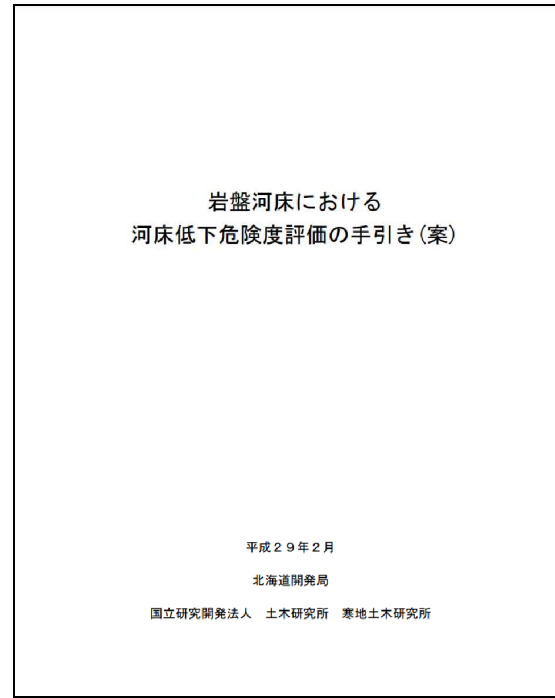 岩盤河床における
河床低下危険度評価の手引き(案)
平成29年2月
北海道開発局
国立研究開発法人　土木研究所　寒地土木研究所